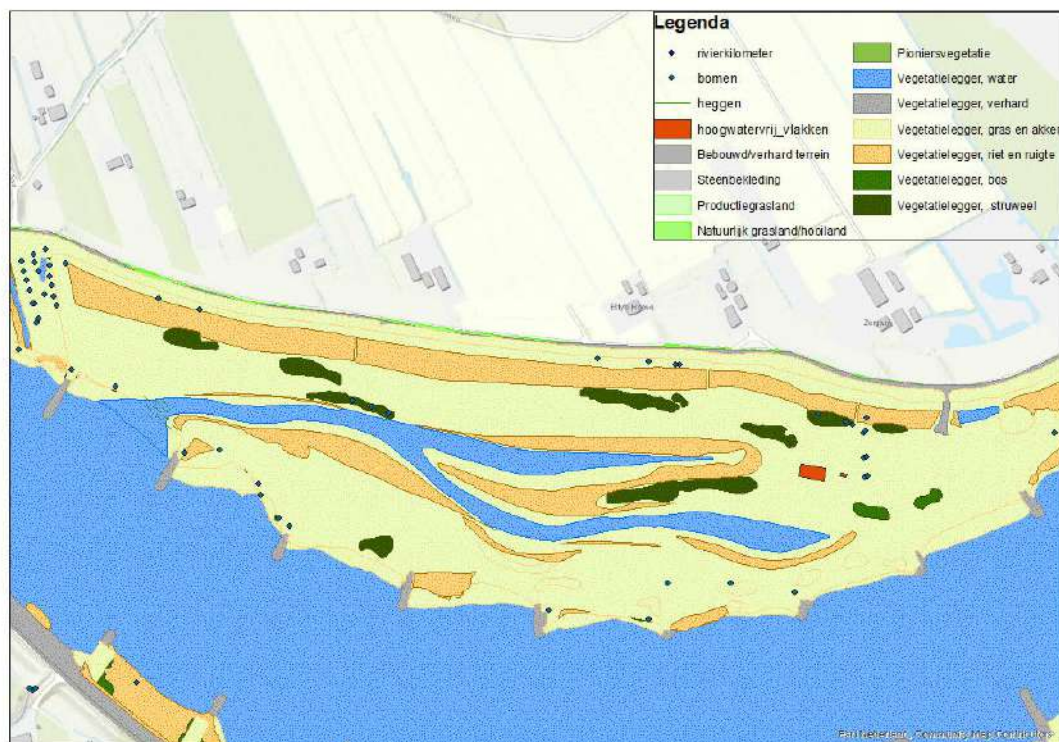 Legenda
rivierkilometer
bomen
heggen
hoogwatervrij_vlakken
Bebouwd/verhard terrein
Steenbekleding
Productiegrasland
Natuurlijk grasland/hooiland
Pioniersvegetatie
Vegetatielegger, water
Vegetatielegger, verhard
Vegetatielegger, gras en akker
Vegetatielegger, riet en ruigte
Vegetatielegger, bos
Vegetatielegger, struweel